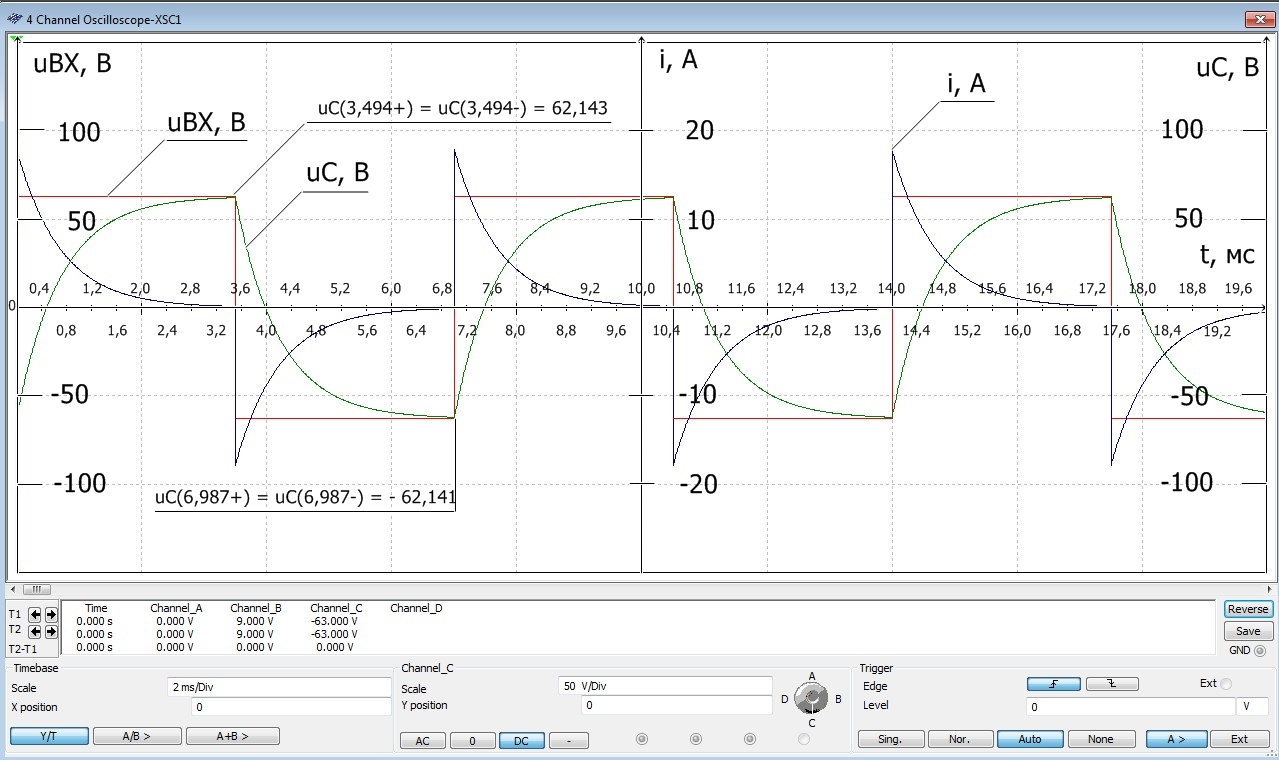 4 Channel Oscilloscope-XSC1
uBX, B
i, A
uC, B
i, A
uC(3,494+) = uC(3,494-) = 62,143
uBX, B
100
20
100
uC, B
50
10
50
t, мс
0,4 1,2 2,0 2,8 3,6 4,4 5,2 6,0 6,8 7,6 8,4 9,2 10,0 10,8 11,6 12,4 13,2 14,0 14,8 15,6 16,4 17,2 18,0 18,8 19,6
0
0,8 1,6 2,4 3,2 4,0 4,8 5,6 6,4 7,2 8,0 8,8 9,6 10,4 11,2 12,0 12,8 13,6 14,4 15,2 16,0 16,8 17,6 18,4 19,2
-50
-10
-50
-100
-20
-100
uC(6,987+) = uC(6,987-) = - 62,141
Time Channel_A Channel_B Channel_C Channel_D
T1 0.000 s 0.000 V 9.000 V -63.000 V
T2 0.000 s 0.000 V 9.000 V -63.000 V
T2-T1 0.000 s 0.000 V 0.000 V 0.000 V
Reverse
Save
GND
Timebase
Scale 2 ms/Div
X position 0
Y/T A/B > A+B >
Channel_C
Scale 50 V/Div
Y position 0
AC 0 DC -
A
D B
C
Trigger
Edge Ext
Level 0 V
Sing. Nor. Auto None A > Ext